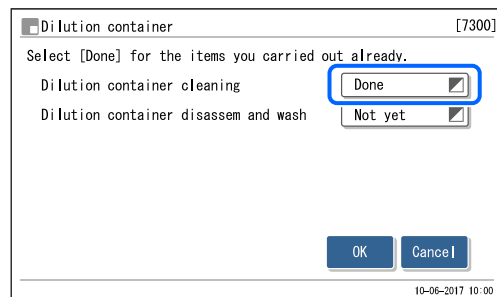 Dilution container [7300]
Select [Done] for the items you carried out already.
Dilution container cleaning Done
Dilution container disassem and wash Not yet
OK Cancel
10-06-2017 10:00